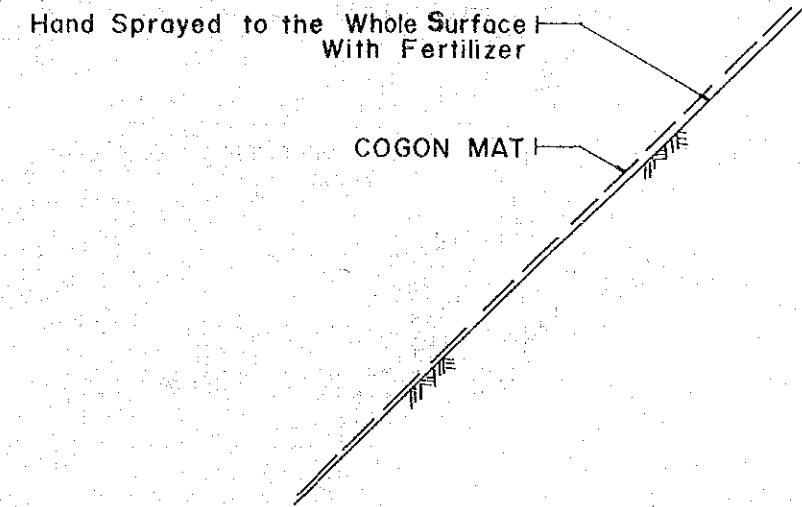 Hand Sprayed to the Whole Surface
With Fertilizer
COGON MAT